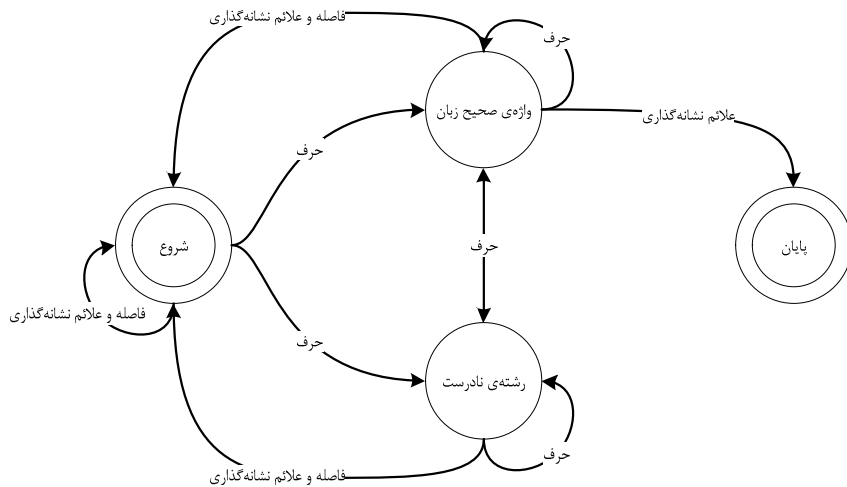 فاصله و علائم نشانه‌گذاری
حرف
واژه‌ی صحیح زبان
علائم نشانه‌گذاری
حرف
حرف
شروع
پایان
فاصله و علائم نشانه‌گذاری
حرف
رشته‌ی نادرست
حرف
فاصله و علائم نشانه‌گذاری